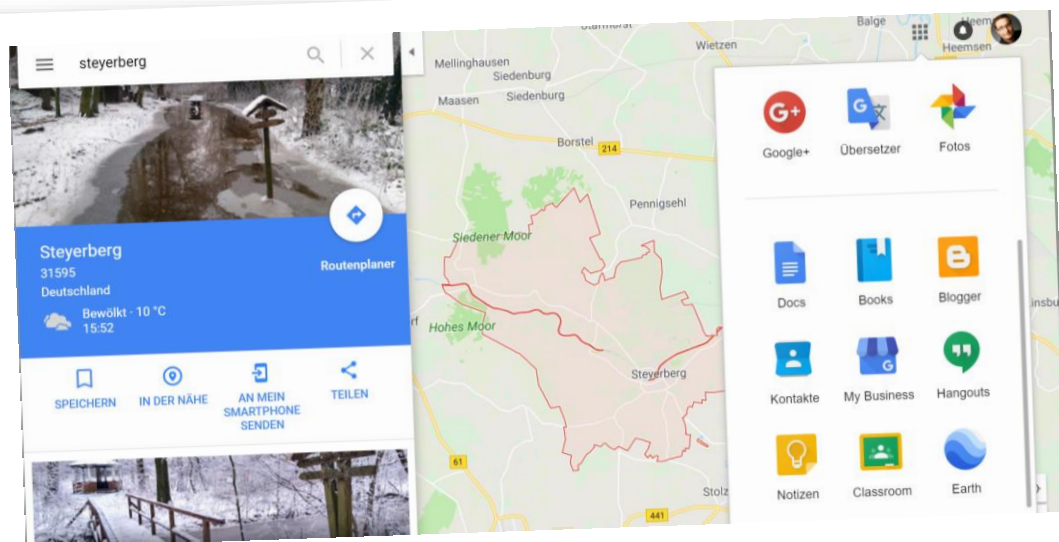 steyerberg
Steyerberg
31595
Deutschland
Bewölkt · 10 °C
15:52
Routenplaner
SPEICHERN
IN DER NÄHE
AN MEIN
SMARTPHONE
SENDEN
TEILEN
Wietzen
Balge
Heemsen
Mellinghausen
Siedenburg
Maasen
Siedenburg
Borstel
214
Pennigsehl
Siedener Moor
Hohes Moor
Steyerberg
61
441
Google+
Übersetzer
Fotos
Docs
Books
Blogger
Kontakte
My Business
Hangouts
Notizen
Classroom
Earth